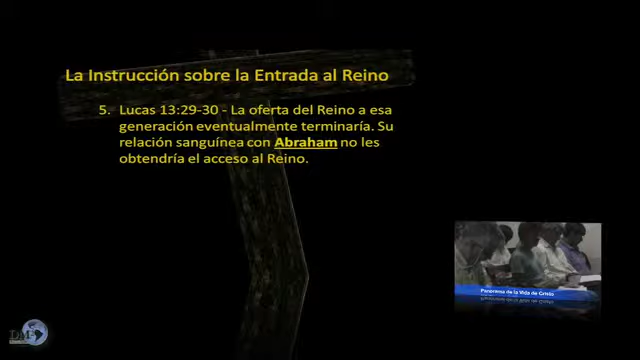 La Instrucción sobre la Entrada al Reino
5. Lucas 13:29-30 - La oferta del Reino a esa
generación eventualmente terminaría. Su
relación sanguínea con Abraham no les
obtendría el acceso al Reino.
Panorama de la Vida de Cristo
DM